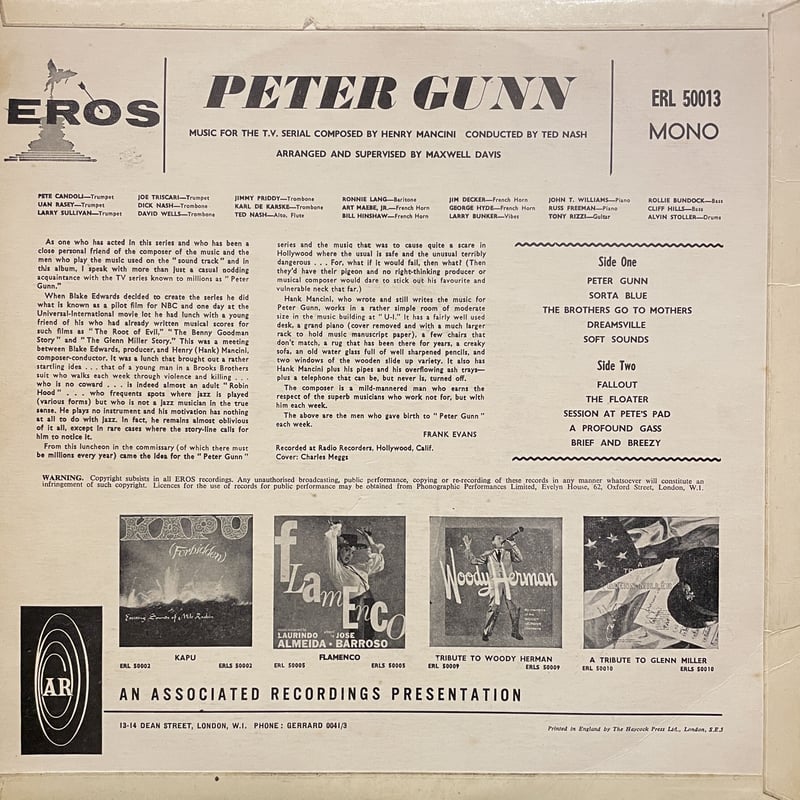 EROS
PETER GUNN
MUSIC FOR THE T.V. SERIAL COMPOSED BY HENRY MANCINI CONDUCTED BY TED NASH
ARRANGED AND SUPERVISED BY MAXWELL DAVIS
ERL 50013
MONO
PETE CANDOLI—Trumpet
UAN RASEY—Trumpet
LARRY SULLIVAN—Trumpet
JOE TRISCARI—Trumpet
DICK NASH—Trombone
DAVID WELLS—Trombone
JIMMY PRIDDY—Trombone
KARL DE KARSKE—Trombone
TED NASH—Alto, Flute
RONNIE LANG—Baritone
ART MAEBE, JR.—French Horn
BILL HINSHAW—French Horn
JIM DECKER—French Horn
GEORGE HYDE—French Horn
LARRY BUNKER—Vibes
JOHN T. WILLIAMS—Piano
RUSS FREEMAN—Piano
TONY RIZZI—Guitar
ROLLIE BUNDOCK—Bass
CLIFF HILLS—Bass
ALVIN STOLLER—Drums
As one who has acted in this series and who has been a
close personal friend of the composer of the music and the
men who play the music used on the "sound track" and in
this album, I speak with more than just a casual nodding
acquaintance with the TV series known to millions as "Peter
Gunn."
When Blake Edwards decided to create the series he did
what is known as a pilot film for NBC and one day at the
Universal-International movie lot he had lunch with a young
friend of his who had already written musical scores for
such films as "The Root of Evil," "The Benny Goodman
Story" and "The Glenn Miller Story." This was a meeting
between Blake Edwards, producer, and Henry (Hank) Mancini,
composer-conductor. It was a lunch that brought out a rather
startling idea . . . that of a young man in a Brooks Brothers
suit who walks each week through violence and killing . . .
who is no coward . . . is indeed almost an adult "Robin
Hood" . . . who frequents spots where jazz is played
(various forms) but who is not a jazz musician in the true
sense. He plays no instrument and his motivation has nothing
at all to do with jazz. In fact, he remains almost oblivious
of it all, except in rare cases where the story-line calls for
him to notice it.
From this luncheon in the commissary (of which there must
be millions every year) came the idea for the "Peter Gunn"
series and the music that was to cause quite a scare in
Hollywood where the usual is safe and the unusual terribly
dangerous . . . For, what if it would fail, then what? (Then
they'd have their pigeon and no right-thinking producer or
musical composer would dare to stick out his favourite and
vulnerable neck that far.)
Hank Mancini, who wrote and still writes the music for
Peter Gunn, works in a rather simple room of moderate
size in the music building at "U-I." It has a fairly well used
desk, a grand piano (cover removed and with a much larger
rack to hold music manuscript paper), a few chairs that
don't match, a rug that has been there for years, a creaky
sofa, an old water glass full of well sharpened pencils, and
two windows of the wooden slide up variety. It also has
Hank Mancini plus his pipes and his overflowing ash trays—
plus a telephone that can be, but never is, turned off.
The composer is a mild-mannered man who earns the
respect of the superb musicians who work not for, but with
him each week.
The above are the men who gave birth to "Peter Gunn"
each week.
FRANK EVANS
Recorded at Radio Recorders, Hollywood, Calif.
Cover: Charles Meggs
Side One
PETER GUNN
SORTA BLUE
THE BROTHERS GO TO MOTHERS
DREAMSVILLE
SOFT SOUNDS
Side Two
FALLOUT
THE FLOATER
SESSION AT PETE'S PAD
A PROFOUND GASS
BRIEF AND BREEZY
WARNING. Copyright subsists in all EROS recordings. Any unauthorised broadcasting, public performance, copying or re-recording of these records in any manner whatsoever will constitute an
infringement of such copyright. Licences for the use of records for public performance may be obtained from Phonographic Performances Limited, Evelyn House, 62, Oxford Street, London, W.1.
KAPU
(Forbidden)
Exciting Sounds of Milt Raskin
KAPU
ERL 50002 ERLS 50002
fLamENCO
LAURINDO ALMEIDA • JOSE BARROSO
FLAMENCO
ERL 50005 ERLS 50005
Woody Herman
TRIBUTE TO WOODY HERMAN
ERL 50009 ERLS 50009
A TRIBUTE TO GLENN MILLER
ERL 50010 ERLS 50010
AR
AN ASSOCIATED RECORDINGS PRESENTATION
13-14 DEAN STREET, LONDON, W.1. PHONE: GERRARD 0041/3
Printed in England by The Haycock Press Ltd., London, S.E.5